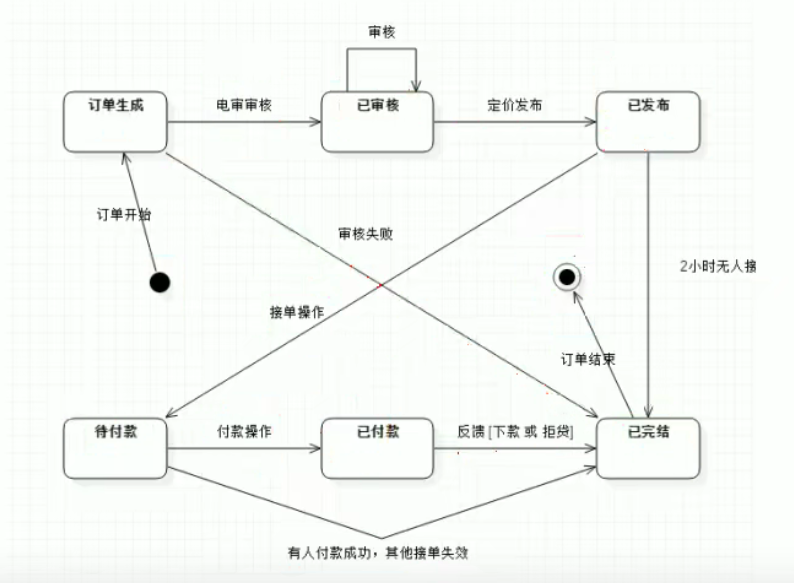 审核
订单生成
电审审核
已审核
定价发布
已发布
订单开始
审核失败
2小时无人接
接单操作
订单结束
待付款
付款操作
已付款
反馈 [下款 或 拒贷]
已完结
有人付款成功，其他接单失效